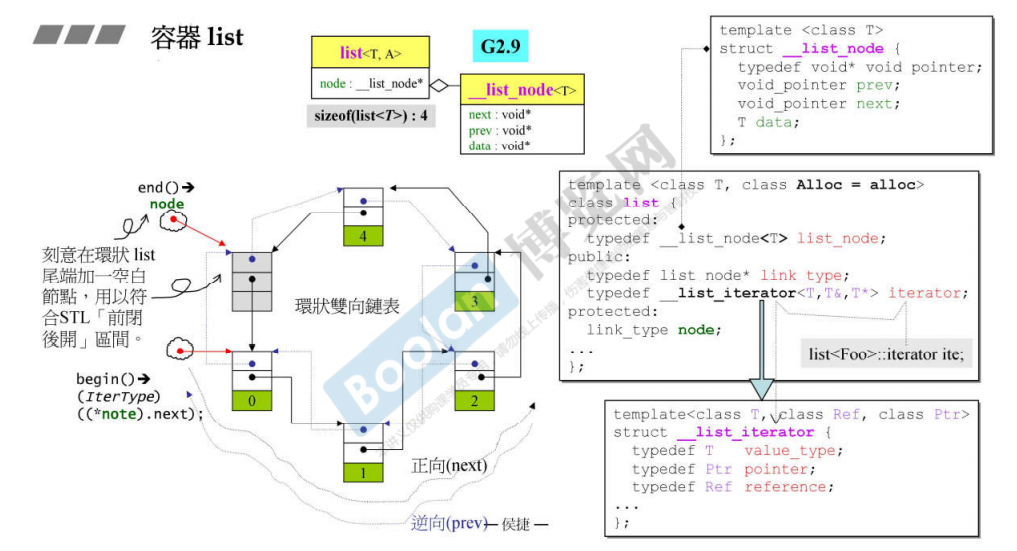 容器 list
G2.9
list<T, A>
node : __list_node*
sizeof(list<T>) : 4
__list_node<T>
next : void*
prev : void*
data : void*
template <class T>
struct __list_node {
typedef void* void_pointer;
void_pointer prev;
void_pointer next;
T data;
};
template <class T, class Alloc = alloc>
class list {
protected:
typedef __list_node<T> list_node;
public:
typedef list_node* link_type;
typedef __list_iterator<T,T&,T*> iterator;
protected:
link_type node;
...
};
list<Foo>::iterator ite;
template<class T, class Ref, class Ptr>
struct __list_iterator {
typedef T value_type;
typedef Ptr pointer;
typedef Ref reference;
...
};
end()➔
node
刻意在環狀 list
尾端加一空白
節點，用以符
合STL「前閉
後開」區間。
begin()➔
(IterType)
((*note).next);
環狀雙向鏈表
4
3
0
2
1
正向(next)
逆向(prev)
— 侯捷 —
Boolan
博览网